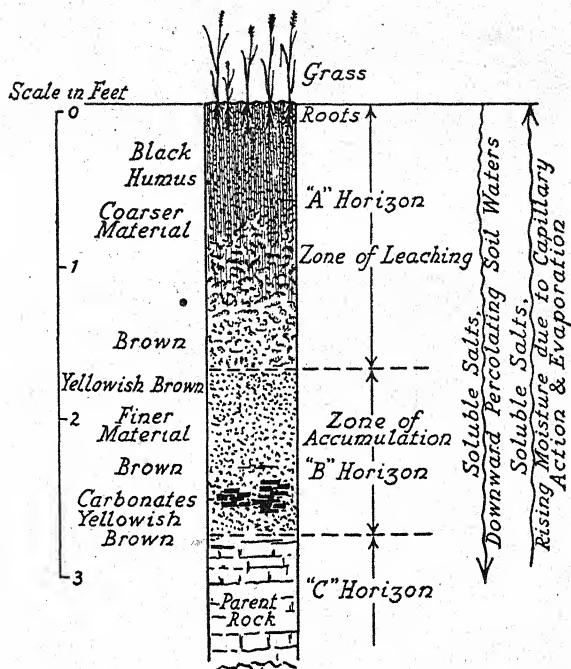 Grass
Scale in Feet
0
Roots
Black
Humus
"A" Horizon
Coarser
Material
1
Zone of Leaching
Brown
Yellowish Brown
2
Finer
Material
Zone of
Accumulation
Brown
"B" Horizon
Carbonates
Yellowish
Brown
3
"C" Horizon
Parent
Rock
Soluble Salts,
Downward Percolating Soil Waters
Soluble Salts,
Rising Moisture due to Capillary
Action & Evaporation